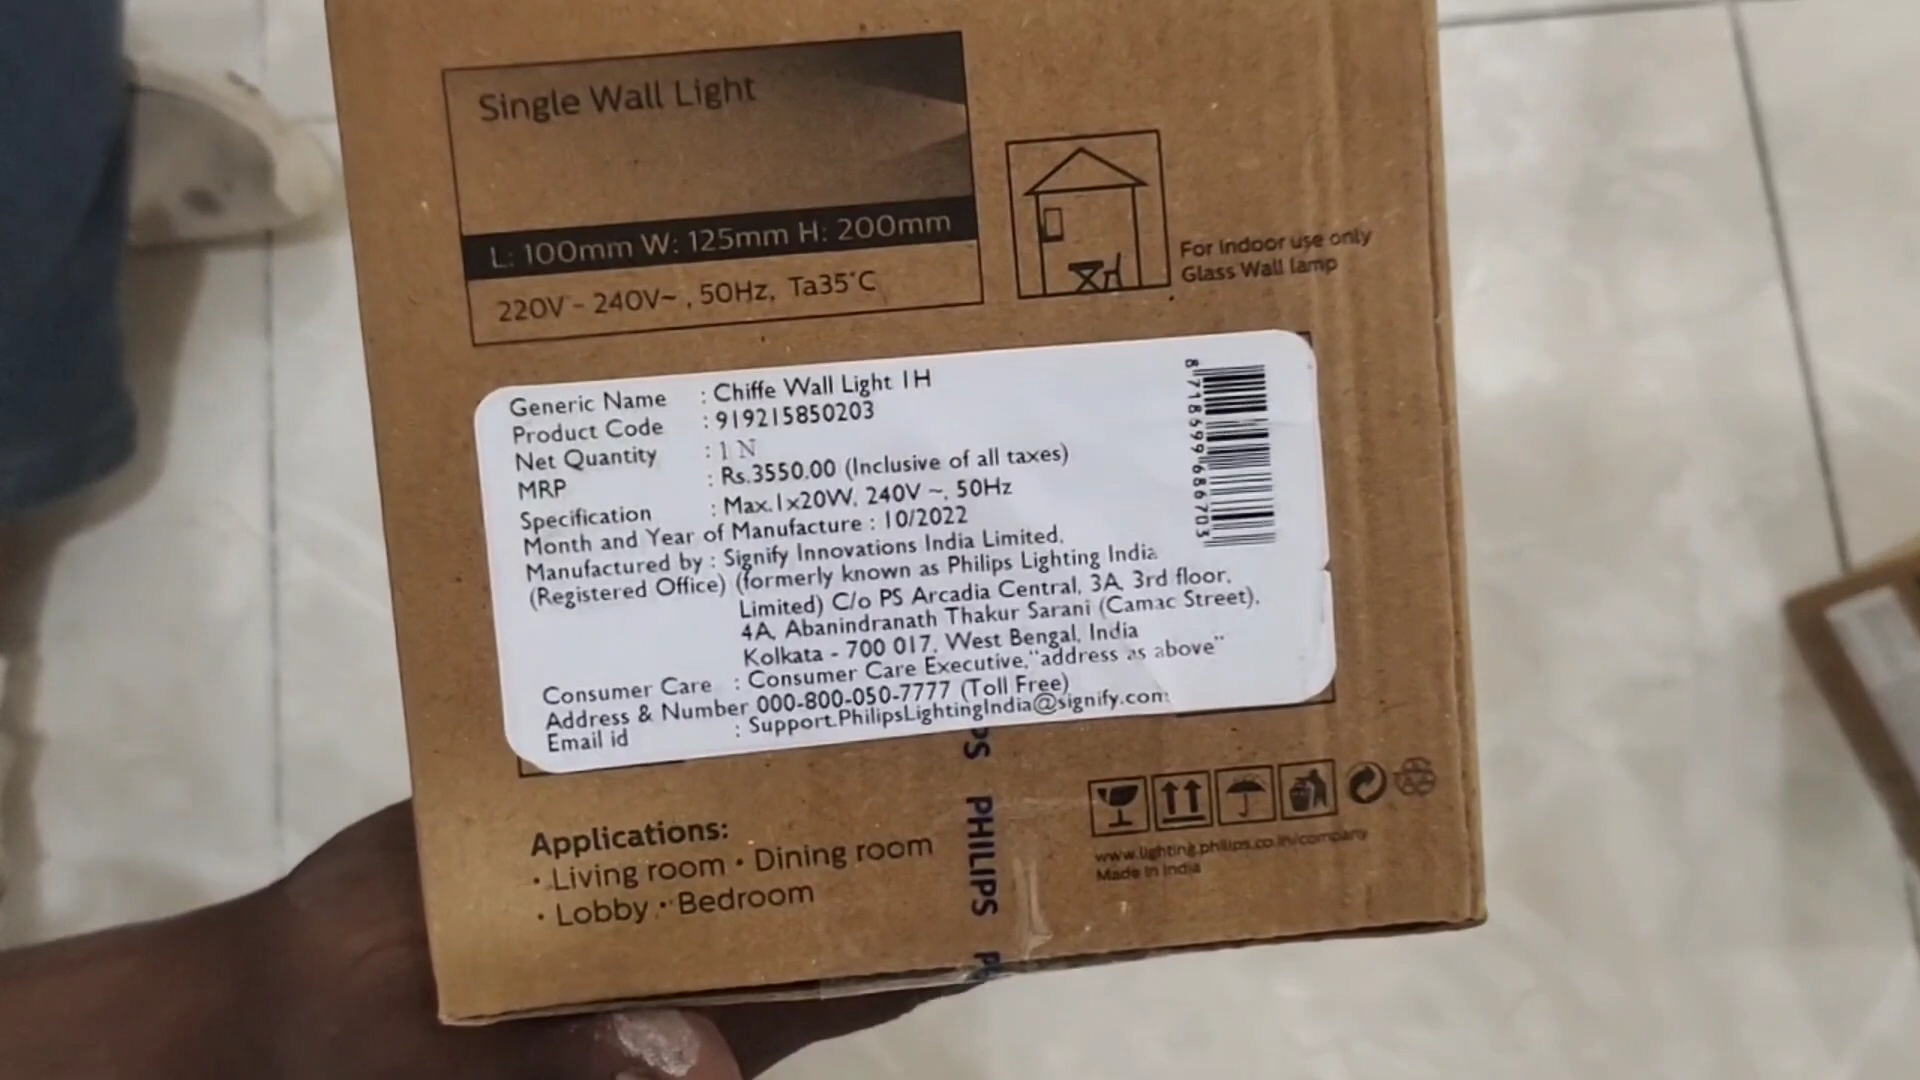 Single Wall Light
L: 100mm W: 125mm H: 200mm
220V - 240V~, 50Hz, Ta35°C
For Indoor use only
Glass Wall lamp
Generic Name : Chiffe Wall Light 1H
Product Code : 919215850203
Net Quantity : 1 N
MRP : Rs.3550.00 (Inclusive of all taxes)
Specification : Max.1x20W, 240V ~, 50Hz
Month and Year of Manufacture : 10/2022
Manufactured by : Signify Innovations India Limited,
(Registered Office) (formerly known as Philips Lighting India
Limited) C/o PS Arcadia Central, 3A, 3rd floor,
4A, Abanindranath Thakur Sarani (Camac Street),
Kolkata - 700 017, West Bengal, India
Consumer Care : Consumer Care Executive,"address as above"
Address & Number 000-800-050-7777 (Toll Free)
Email id : Support.PhilipsLightingIndia@signify.com
8718699686703
PS PHILIPS P
Applications:
• Living room • Dining room
• Lobby • Bedroom
www.lighting.philips.co.in/company
Made in India